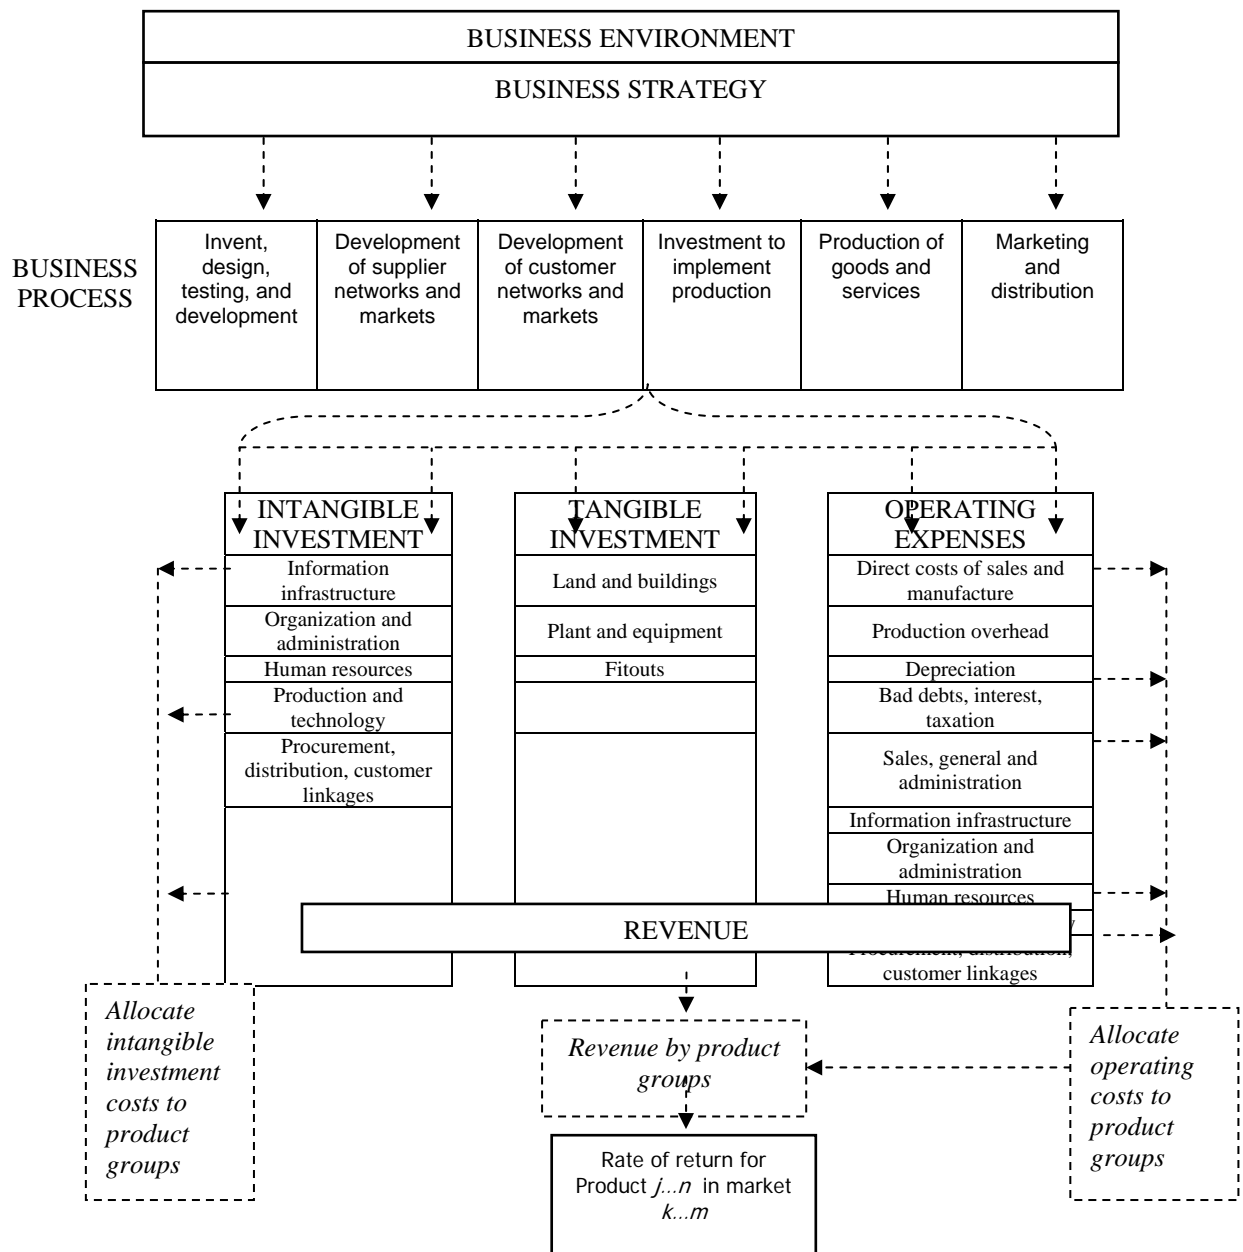 BUSINESS ENVIRONMENT
BUSINESS STRATEGY
BUSINESS
PROCESS
Invent,
design,
testing, and
development
Development
of supplier
networks and
markets
Development
of customer
networks and
markets
Investment to
implement
production
Production of
goods and
services
Marketing
and
distribution
INTANGIBLE
INVESTMENT
Information
infrastructure
Organization and
administration
Human resources
Production and
technology
Procurement,
distribution, customer
linkages
TANGIBLE
INVESTMENT
Land and buildings
Plant and equipment
Fitouts
OPERATING
EXPENSES
Direct costs of sales and
manufacture
Production overhead
Depreciation
Bad debts, interest,
taxation
Sales, general and
administration
Information infrastructure
Organization and
administration
Human resources
Procurement, distribution,
customer linkages
REVENUE
Allocate
intangible
investment
costs to
product
groups
Revenue by product
groups
Allocate
operating
costs to
product
groups
Rate of return for
Product j...n in market
k...m